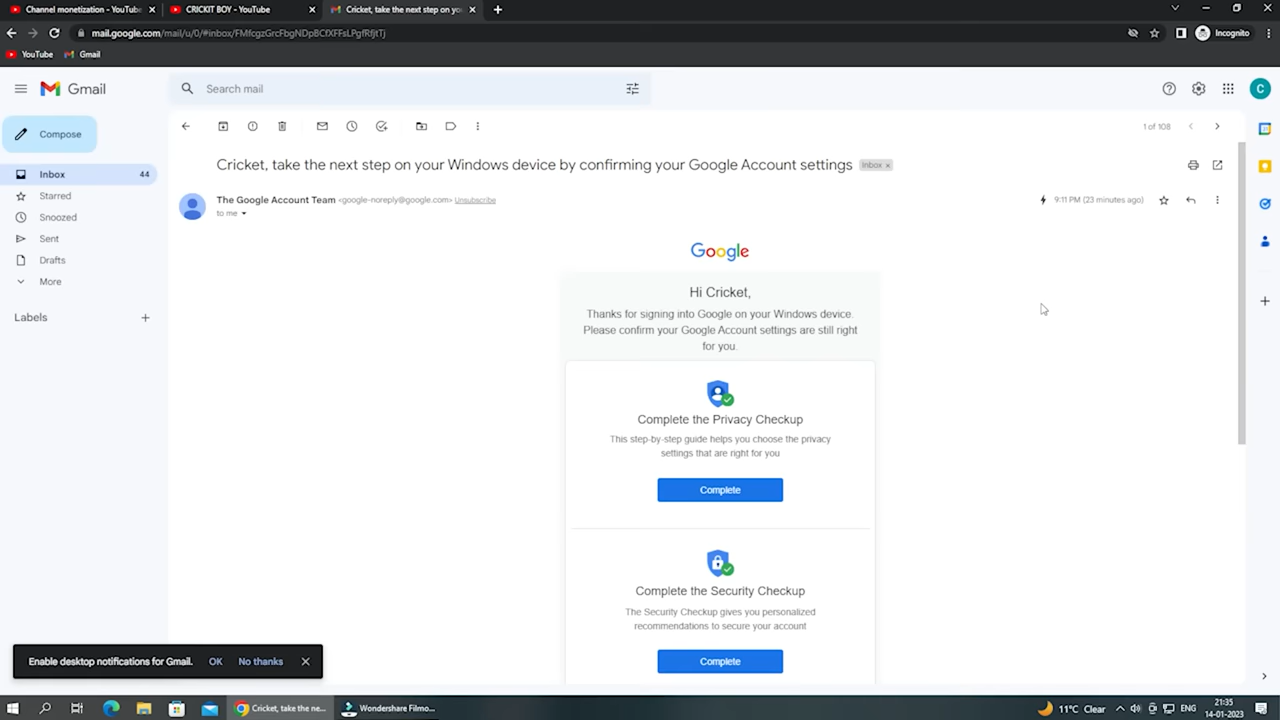 Channel monetization - YouTube
CRICKIT BOY - YouTube
Cricket, take the next step on yo
mail.google.com/mail/u/0/#inbox/
Incognito
YouTube
Gmail
Gmail
Search mail
C
Compose
1 of 108
Inbox 44
Starred
Snoozed
Sent
Drafts
More
Labels
Cricket, take the next step on your Windows device by confirming your Google Account settings
Inbox x
The Google Account Team <google-noreply@google.com> Unsubscribe
9:11 PM (23 minutes ago)
to me
Google
Hi Cricket,
Thanks for signing into Google on your Windows device.
Please confirm your Google Account settings are still right
for you.
Complete the Privacy Checkup
This step-by-step guide helps you choose the privacy
settings that are right for you
Complete
Complete the Security Checkup
The Security Checkup gives you personalized
recommendations to secure your account
Complete
Enable desktop notifications for Gmail. OK No thanks
Cricket, take the ne...
Wondershare Filmo...
11°C Clear
ENG
21:35
14-01-2023